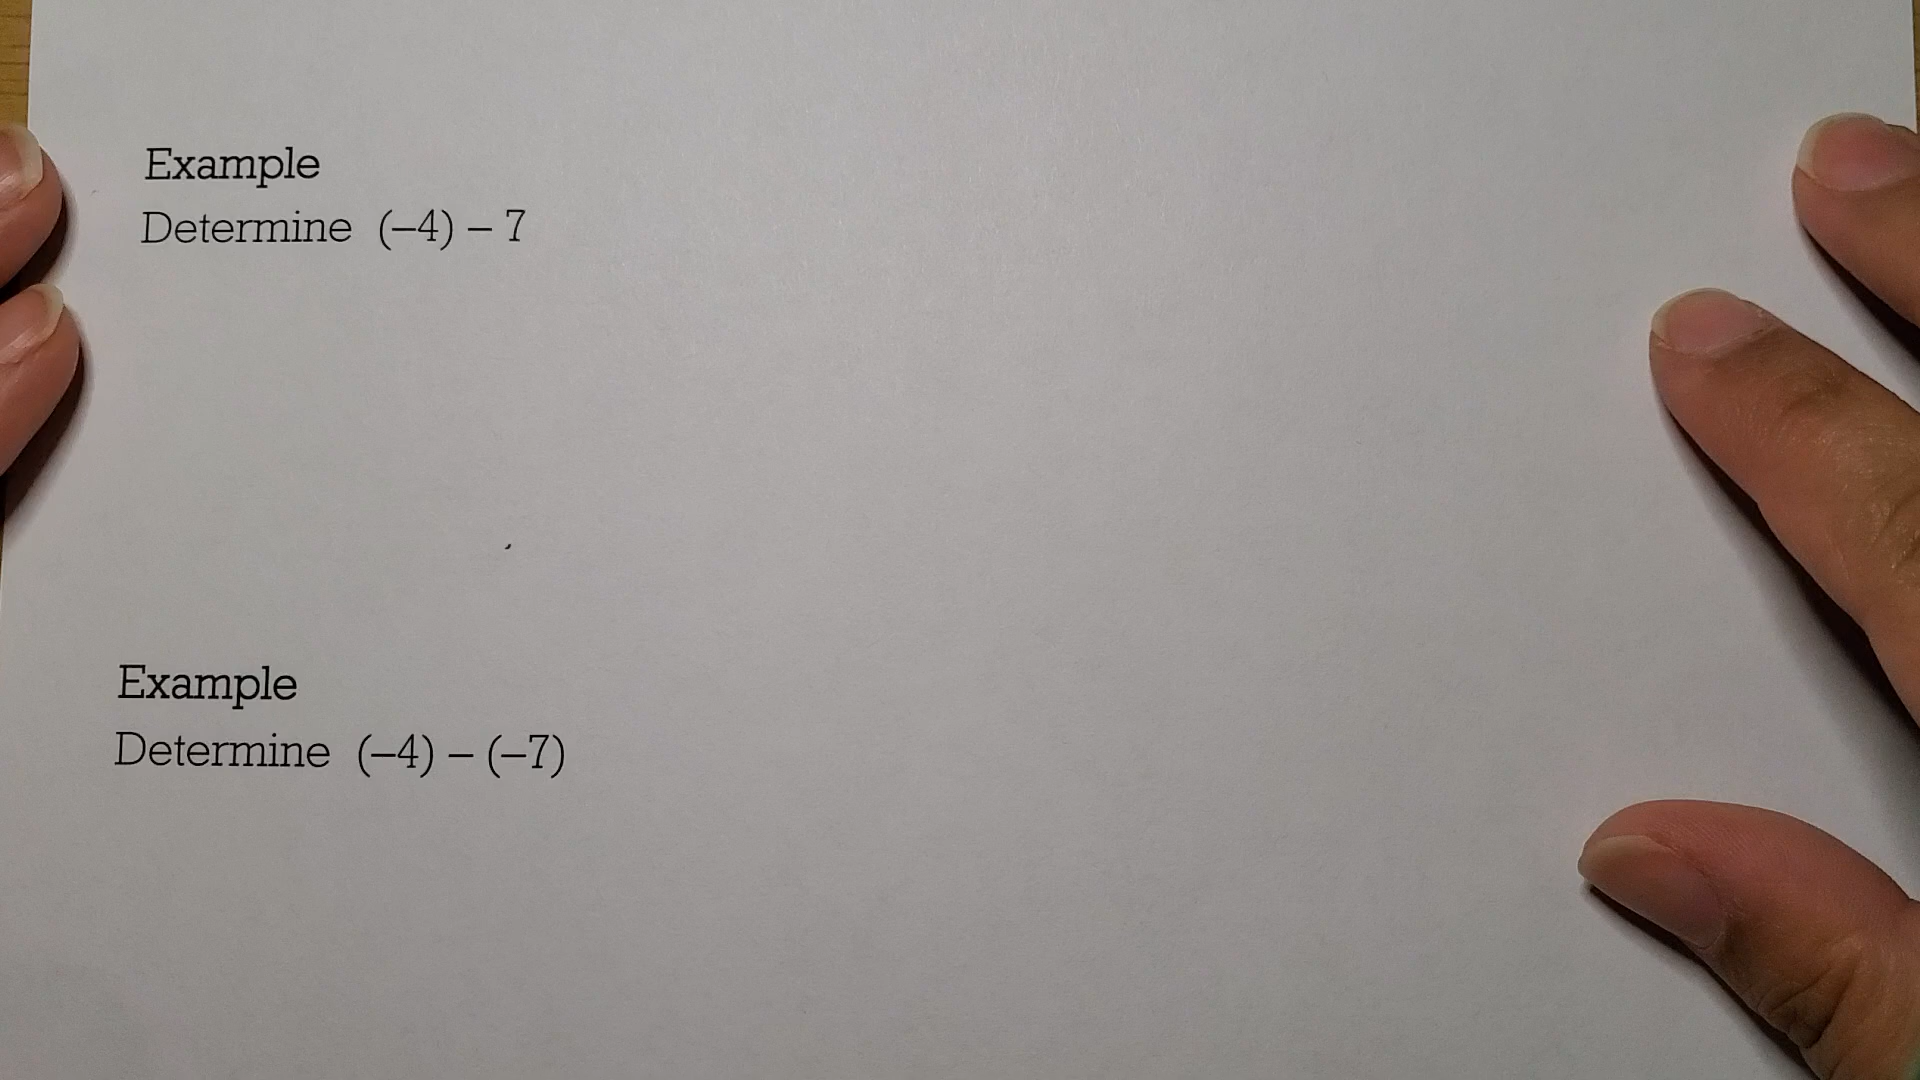 Example
Determine (–4) – 7
Example
Determine (–4) – (–7)